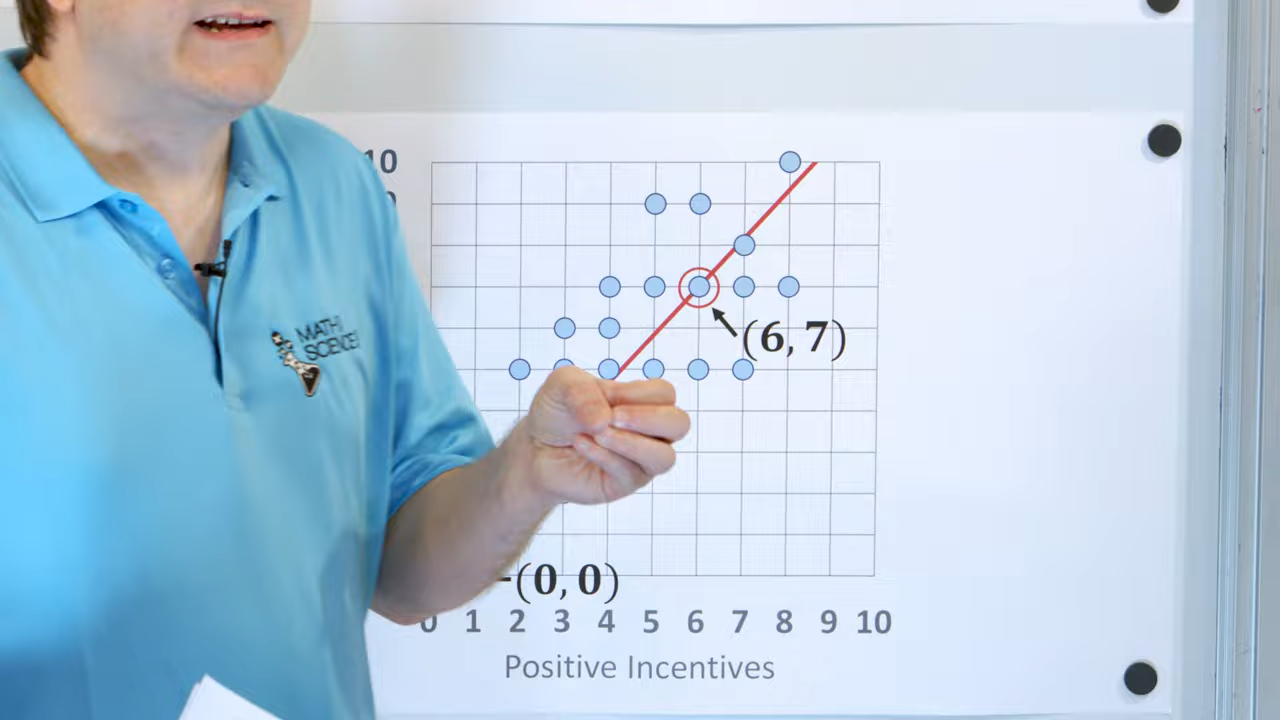 10
MATH
SCIENCE
(6, 7)
(0, 0)
0 1 2 3 4 5 6 7 8 9 10
Positive Incentives